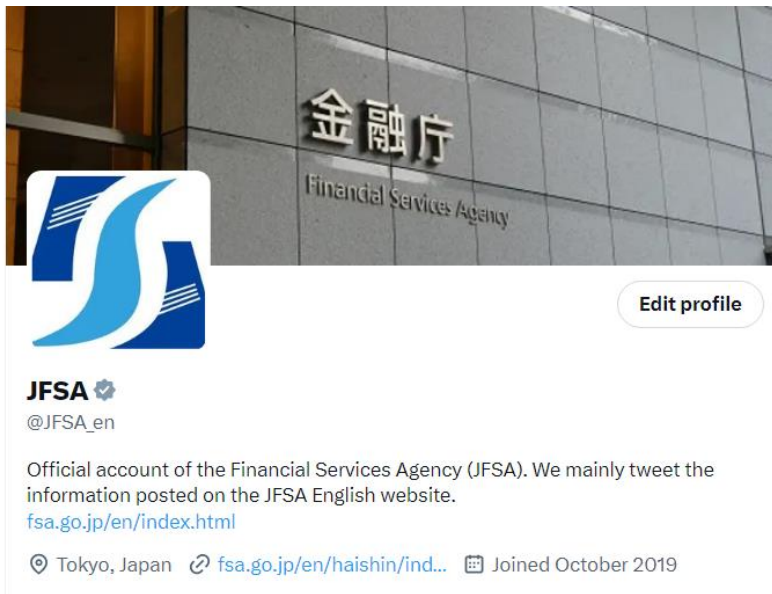 金融庁
Financial Services Agency
Edit profile
JFSA
@JFSA_en
Official account of the Financial Services Agency (JFSA). We mainly tweet the
information posted on the JFSA English website.
fsa.go.jp/en/index.html
Tokyo, Japan fsa.go.jp/en/haishin/ind... Joined October 2019